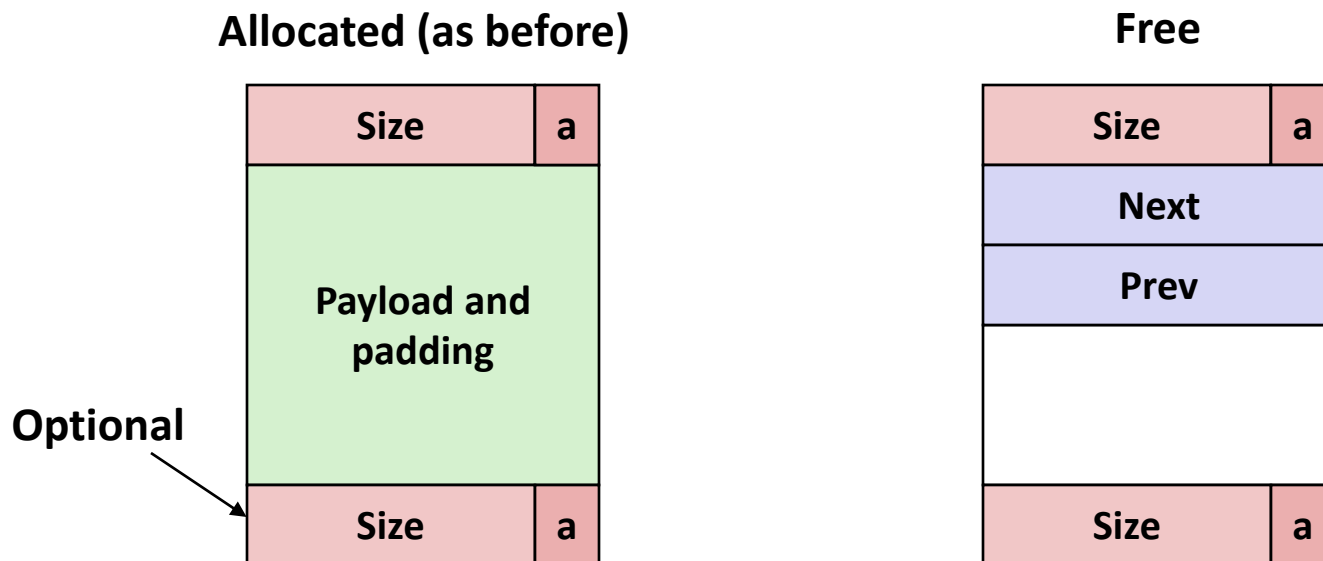 Allocated (as before)
Free
Size a
Size a
Next
Prev
Payload and
padding
Optional
Size a
Size a